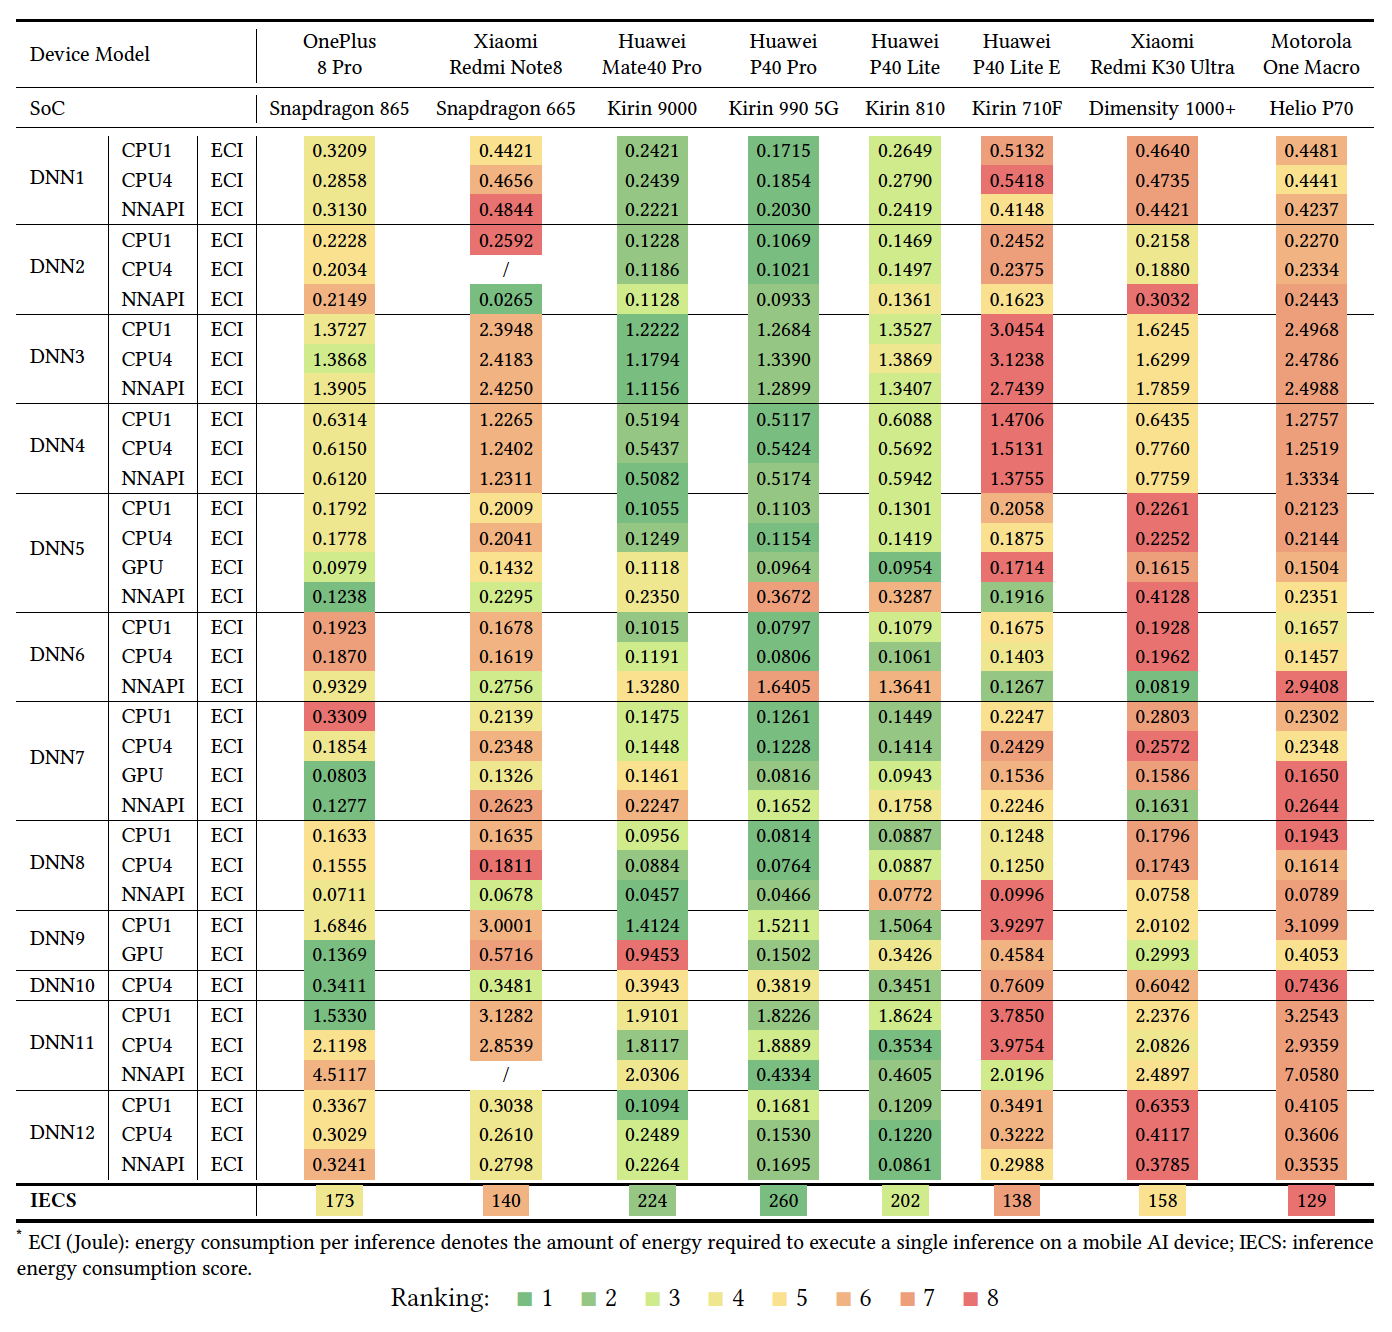 Device Model OnePlus 8 Pro Xiaomi Redmi Note8 Huawei Mate40 Pro Huawei P40 Pro Huawei P40 Lite Huawei P40 Lite E Xiaomi Redmi K30 Ultra Motorola One Macro
SoC Snapdragon 865 Snapdragon 665 Kirin 9000 Kirin 990 5G Kirin 810 Kirin 710F Dimensity 1000+ Helio P70
DNN1 CPU1 ECI 0.3209 0.4421 0.2421 0.1715 0.2649 0.5132 0.4640 0.4481
CPU4 ECI 0.2858 0.4656 0.2439 0.1854 0.2790 0.5418 0.4735 0.4441
NNAPI ECI 0.3130 0.4844 0.2221 0.2030 0.2419 0.4148 0.4421 0.4237
DNN2 CPU1 ECI 0.2228 0.2592 0.1228 0.1069 0.1469 0.2452 0.2158 0.2270
CPU4 ECI 0.2034 / 0.1186 0.1021 0.1497 0.2375 0.1880 0.2334
NNAPI ECI 0.2149 0.0265 0.1128 0.0933 0.1361 0.1623 0.3032 0.2443
DNN3 CPU1 ECI 1.3727 2.3948 1.2222 1.2684 1.3527 3.0454 1.6245 2.4968
CPU4 ECI 1.3868 2.4183 1.1794 1.3390 1.3869 3.1238 1.6299 2.4786
NNAPI ECI 1.3905 2.4250 1.1156 1.2899 1.3407 2.7439 1.7859 2.4988
DNN4 CPU1 ECI 0.6314 1.2265 0.5194 0.5117 0.6088 1.4706 0.6435 1.2757
CPU4 ECI 0.6150 1.2402 0.5437 0.5424 0.5692 1.5131 0.7760 1.2519
NNAPI ECI 0.6120 1.2311 0.5082 0.5174 0.5942 1.3755 0.7759 1.3334
DNN5 CPU1 ECI 0.1792 0.2009 0.1055 0.1103 0.1301 0.2058 0.2261 0.2123
CPU4 ECI 0.1778 0.2041 0.1249 0.1154 0.1419 0.1875 0.2252 0.2144
GPU ECI 0.0979 0.1432 0.1118 0.0964 0.0954 0.1714 0.1615 0.1504
NNAPI ECI 0.1238 0.2295 0.2350 0.3672 0.3287 0.1916 0.4128 0.2351
DNN6 CPU1 ECI 0.1923 0.1678 0.1015 0.0797 0.1079 0.1675 0.1928 0.1657
CPU4 ECI 0.1870 0.1619 0.1191 0.0806 0.1061 0.1403 0.1962 0.1457
NNAPI ECI 0.9329 0.2756 1.3280 1.6405 1.3641 0.1267 0.0819 2.9408
DNN7 CPU1 ECI 0.3309 0.2139 0.1475 0.1261 0.1449 0.2247 0.2803 0.2302
CPU4 ECI 0.1854 0.2348 0.1448 0.1228 0.1414 0.2429 0.2572 0.2348
GPU ECI 0.0803 0.1326 0.1461 0.0816 0.0943 0.1536 0.1586 0.1650
NNAPI ECI 0.1277 0.2623 0.2247 0.1652 0.1758 0.2246 0.1631 0.2644
DNN8 CPU1 ECI 0.1633 0.1635 0.0956 0.0814 0.0887 0.1248 0.1796 0.1943
CPU4 ECI 0.1555 0.1811 0.0884 0.0764 0.0887 0.1250 0.1743 0.1614
NNAPI ECI 0.0711 0.0678 0.0457 0.0466 0.0772 0.0996 0.0758 0.0789
DNN9 CPU1 ECI 1.6846 3.0001 1.4124 1.5211 1.5064 3.9297 2.0102 3.1099
GPU ECI 0.1369 0.5716 0.9453 0.1502 0.3426 0.4584 0.2993 0.4053
DNN10 CPU4 ECI 0.3411 0.3481 0.3943 0.3819 0.3451 0.7609 0.6042 0.7436
DNN11 CPU1 ECI 1.5330 3.1282 1.9101 1.8226 1.8624 3.7850 2.2376 3.2543
CPU4 ECI 2.1198 2.8539 1.8117 1.8889 0.3534 3.9754 2.0826 2.9359
NNAPI ECI 4.5117 / 2.0306 0.4334 0.4605 2.0196 2.4897 7.0580
DNN12 CPU1 ECI 0.3367 0.3038 0.1094 0.1681 0.1209 0.3491 0.6353 0.4105
CPU4 ECI 0.3029 0.2610 0.2489 0.1530 0.1220 0.3222 0.4117 0.3606
NNAPI ECI 0.3241 0.2798 0.2264 0.1695 0.0861 0.2988 0.3785 0.3535
IECS 173 140 224 260 202 138 158 129
* ECI (Joule): energy consumption per inference denotes the amount of energy required to execute a single inference on a mobile AI device; IECS: inference
energy consumption score.
Ranking: 1 2 3 4 5 6 7 8